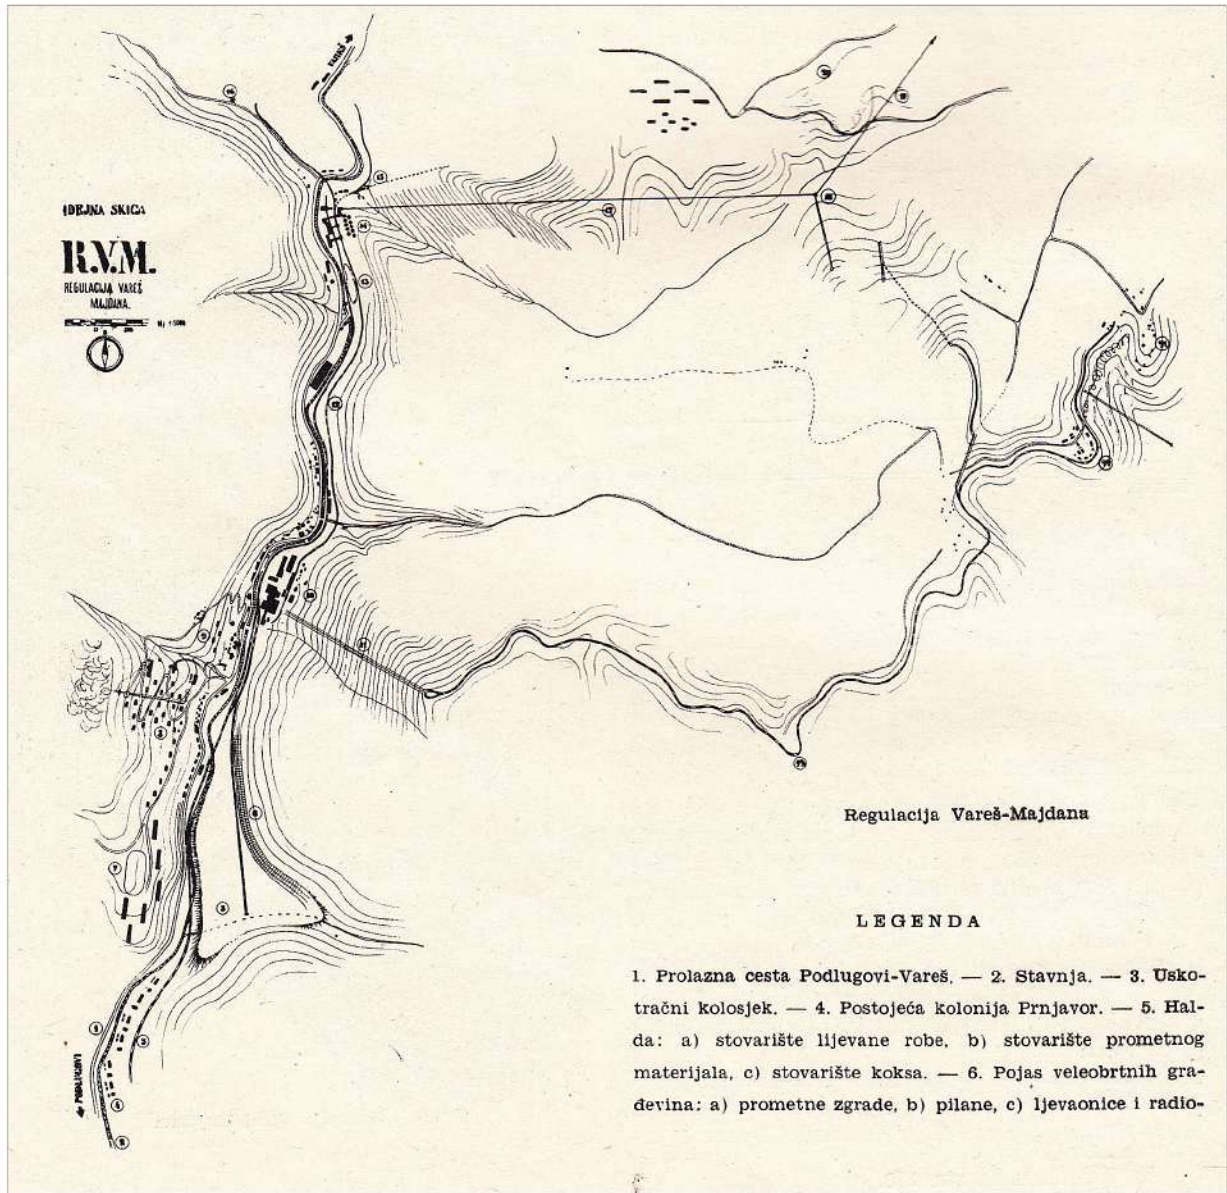 VAREŠ
IDEJNA SKICA
R.V.M.
REGULACIJA VAREŠ
MAJDANA.
Regulacija Vareš-Majdana
LEGENDA
1. Prolazna cesta Podlugovi-Vareš. — 2. Stavnja. — 3. Usko-
tračni kolosjek. — 4. Postojeća kolonija Prnjavor. — 5. Hal-
da: a) stovarište lijevane robe, b) stovarište prometnog
materijala, c) stovarište koksa. — 6. Pojas veleobrtnih gra-
đevina: a) prometne zgrade, b) pilane, c) ljevaonice i radio-
PODLUGOVI